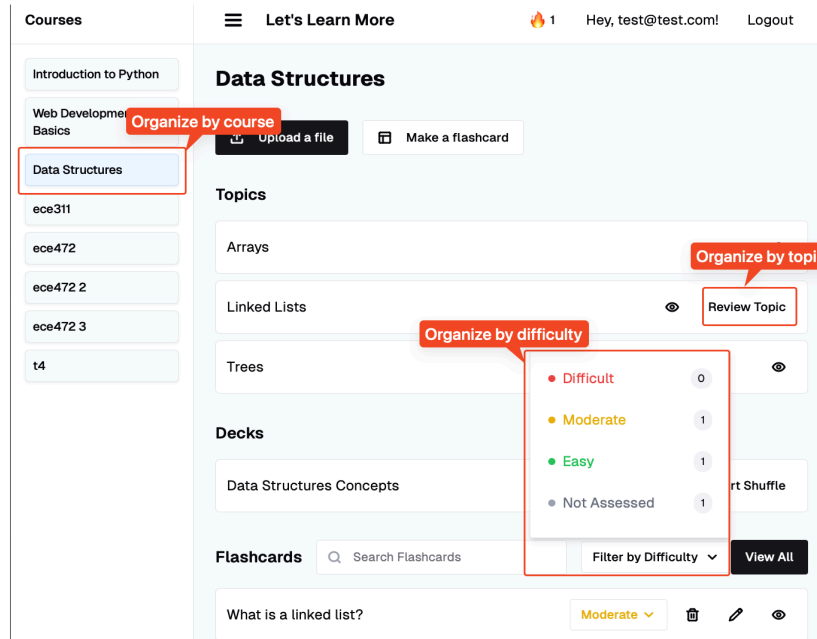 Courses
Let's Learn More
1
Hey, test@test.com!
Logout
Introduction to Python
Web Developmen
Basics
Data Structures
ece311
ece472
ece472 2
ece472 3
t4
Organize by course
Data Structures
Upload a file
Make a flashcard
Topics
Arrays
Organize by topi
Linked Lists
Review Topic
Organize by difficulty
Trees
Difficult
0
Moderate
1
Easy
1
Not Assessed
1
Decks
Data Structures Concepts
rt Shuffle
Flashcards
Search Flashcards
Filter by Difficulty
View All
What is a linked list?
Moderate